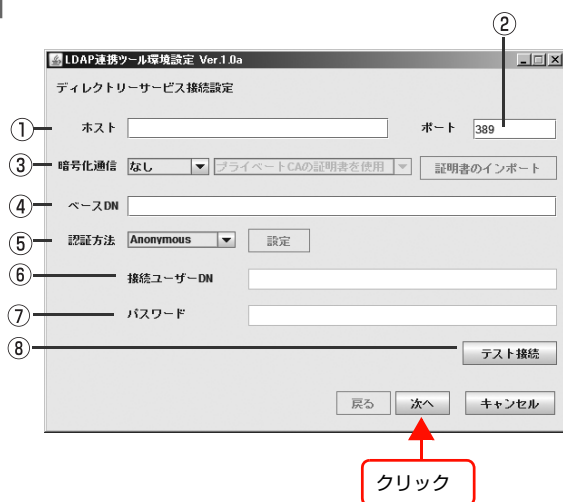 ②
LDAP連携ツール環境設定 Ver.1.0a
ディレクトリーサービス接続設定
① ホスト ポート 389
③ 暗号化通信 なし プライベートCAの証明書を使用 証明書のインポート
④ ベースDN
⑤ 認証方法 Anonymous 設定
⑥ 接続ユーザーDN
⑦ パスワード
⑧ テスト接続
戻る 次へ キャンセル
クリック